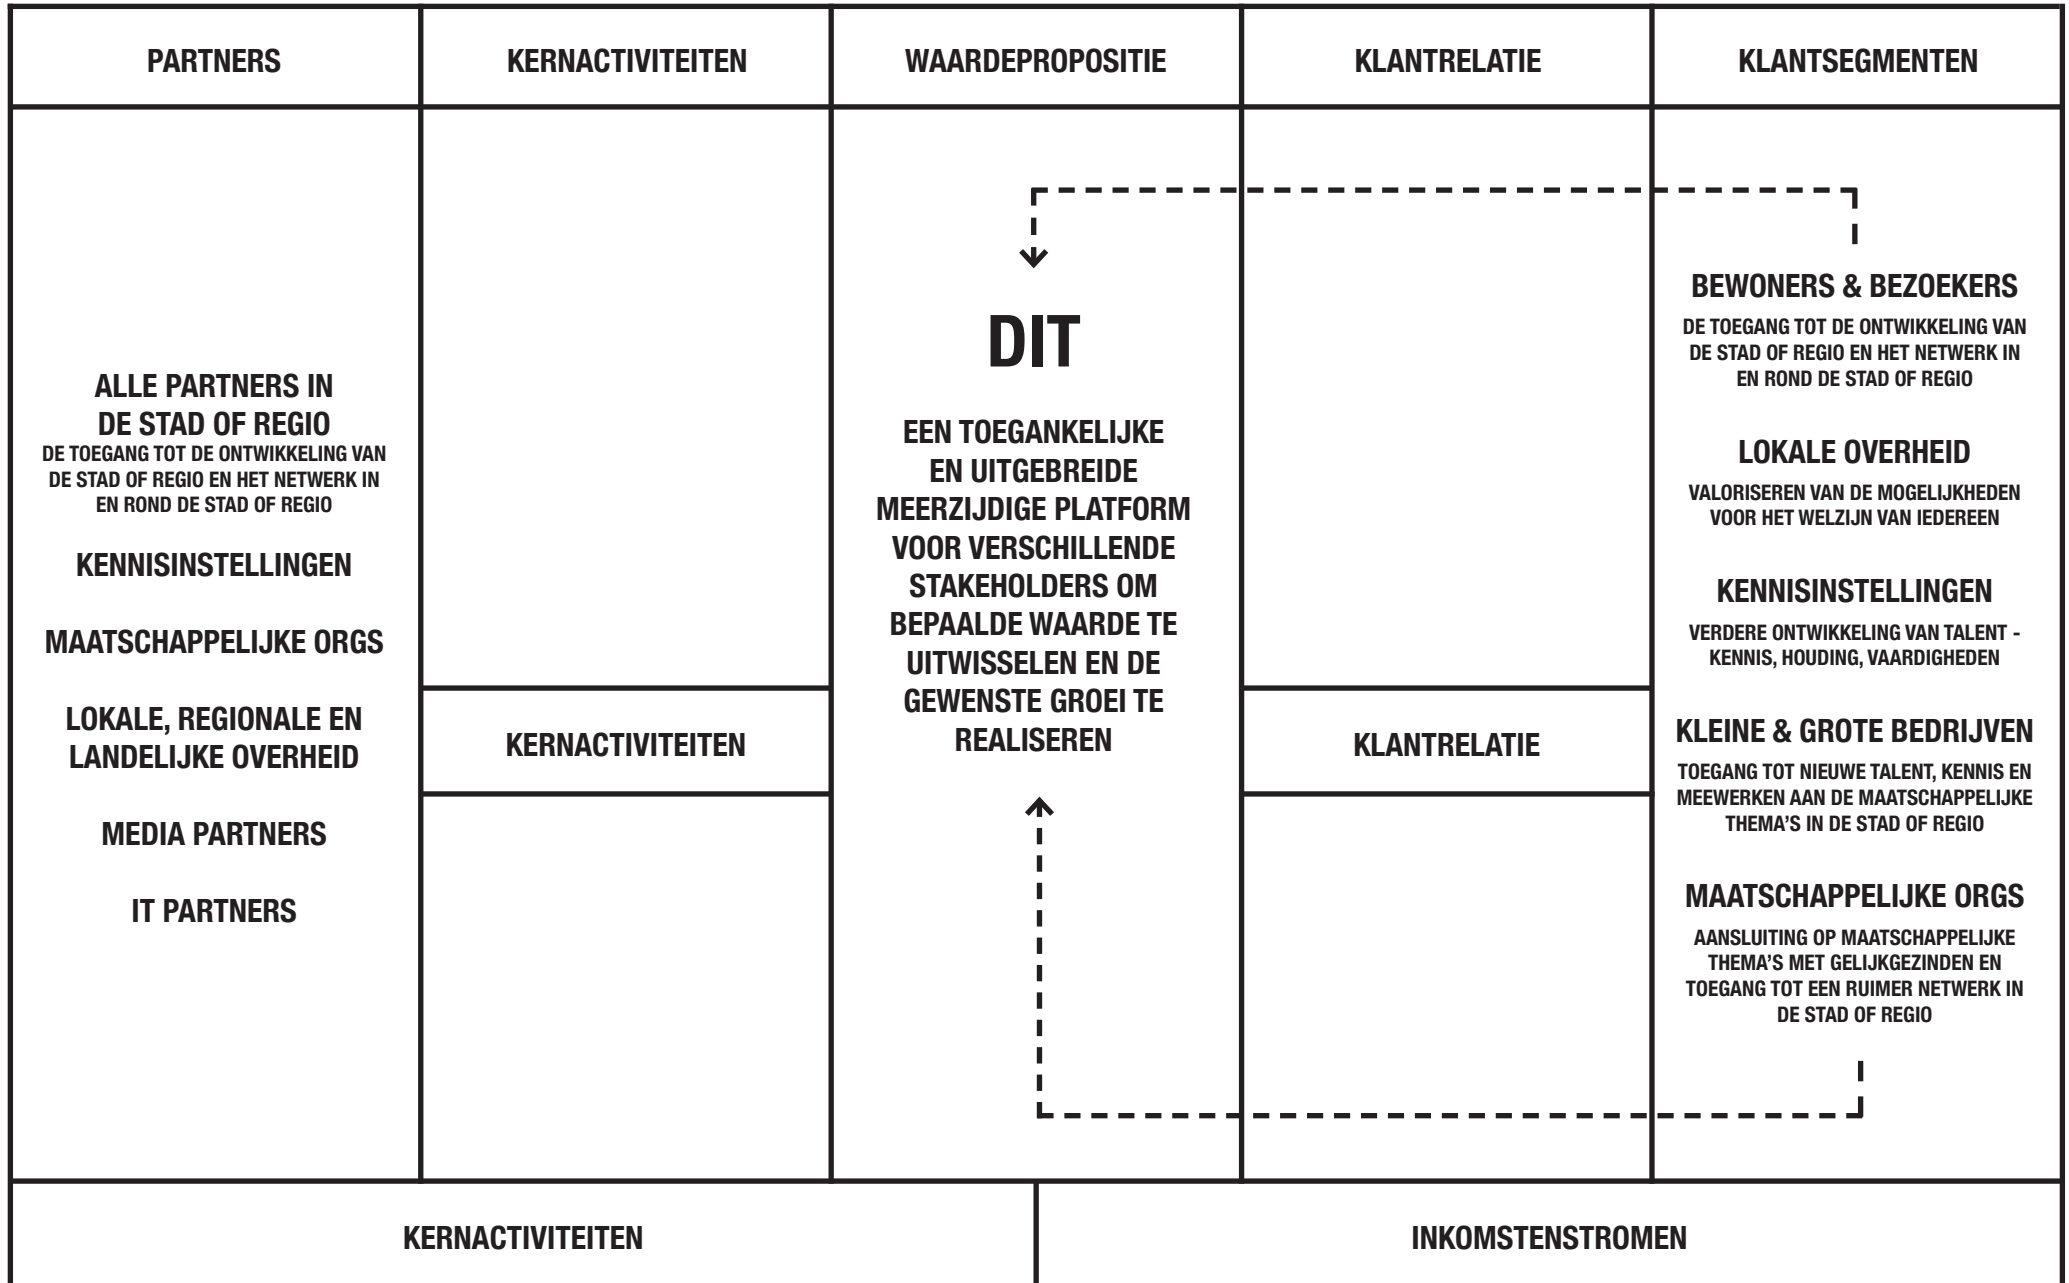 PARTNERS
KERNACTIVITEITEN
WAARDEPROPOSITIE
KLANTRELATIE
KLANTSEGMENTEN
ALLE PARTNERS IN
DE STAD OF REGIO
DE TOEGANG TOT DE ONTWIKKELING VAN
DE STAD OF REGIO EN HET NETWERK IN
EN ROND DE STAD OF REGIO
KENNISINSTELLINGEN
MAATSCHAPPELIJKE ORGS
LOKALE, REGIONALE EN
LANDELIJKE OVERHEID
MEDIA PARTNERS
IT PARTNERS
KERNACTIVITEITEN
DIT
EEN TOEGANKELIJKE
EN UITGEBREIDE
MEERZIJDIGE PLATFORM
VOOR VERSCHILLENDE
STAKEHOLDERS OM
BEPAALDE WAARDE TE
UITWISSELEN EN DE
GEWENSTE GROEI TE
REALISEREN
KLANTRELATIE
BEWONERS & BEZOEKERS
DE TOEGANG TOT DE ONTWIKKELING VAN
DE STAD OF REGIO EN HET NETWERK IN
EN ROND DE STAD OF REGIO
LOKALE OVERHEID
VALORISEREN VAN DE MOGELIJKHEDEN
VOOR HET WELZIJN VAN IEDEREEN
KENNISINSTELLINGEN
VERDERE ONTWIKKELING VAN TALENT -
KENNIS, HOUDING, VAARDIGHEDEN
KLEINE & GROTE BEDRIJVEN
TOEGANG TOT NIEUWE TALENT, KENNIS EN
MEEWERKEN AAN DE MAATSCHAPPELIJKE
THEMA'S IN DE STAD OF REGIO
MAATSCHAPPELIJKE ORGS
AANSLUITING OP MAATSCHAPPELIJKE
THEMA'S MET GELIJKGEZINDEN EN
TOEGANG TOT EEN RUIMER NETWERK IN
DE STAD OF REGIO
KERNACTIVITEITEN
INKOMSTENSTROMEN